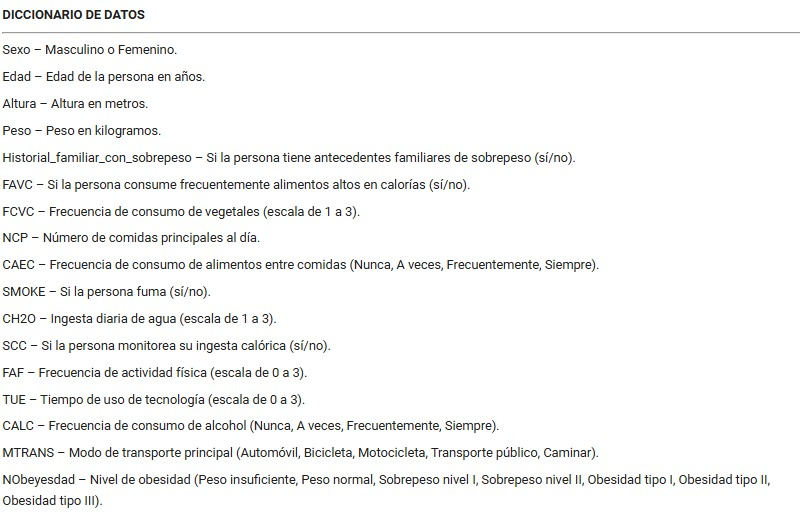 DICCIONARIO DE DATOS
Sexo – Masculino o Femenino.
Edad – Edad de la persona en años.
Altura – Altura en metros.
Peso – Peso en kilogramos.
Historial_familiar_con_sobrepeso – Si la persona tiene antecedentes familiares de sobrepeso (sí/no).
FAVC – Si la persona consume frecuentemente alimentos altos en calorías (sí/no).
FCVC – Frecuencia de consumo de vegetales (escala de 1 a 3).
NCP – Número de comidas principales al día.
CAEC – Frecuencia de consumo de alimentos entre comidas (Nunca, A veces, Frecuentemente, Siempre).
SMOKE – Si la persona fuma (sí/no).
CH2O – Ingesta diaria de agua (escala de 1 a 3).
SCC – Si la persona monitorea su ingesta calórica (sí/no).
FAF – Frecuencia de actividad física (escala de 0 a 3).
TUE – Tiempo de uso de tecnología (escala de 0 a 3).
CALC – Frecuencia de consumo de alcohol (Nunca, A veces, Frecuentemente, Siempre).
MTRANS – Modo de transporte principal (Automóvil, Bicicleta, Motocicleta, Transporte público, Caminar).
NObeyesdad – Nivel de obesidad (Peso insuficiente, Peso normal, Sobrepeso nivel I, Sobrepeso nivel II, Obesidad tipo I, Obesidad tipo II,
Obesidad tipo III).